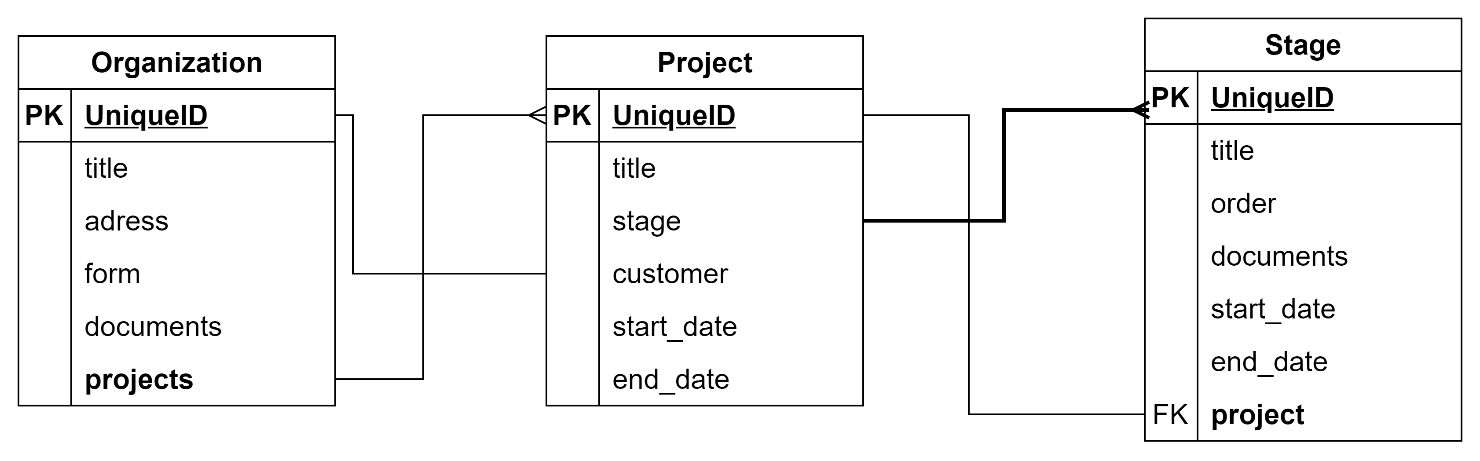 Organization
PK UniqueID
title
adress
form
documents
projects
Project
PK UniqueID
title
stage
customer
start_date
end_date
Stage
PK UniqueID
title
order
documents
start_date
end_date
FK project